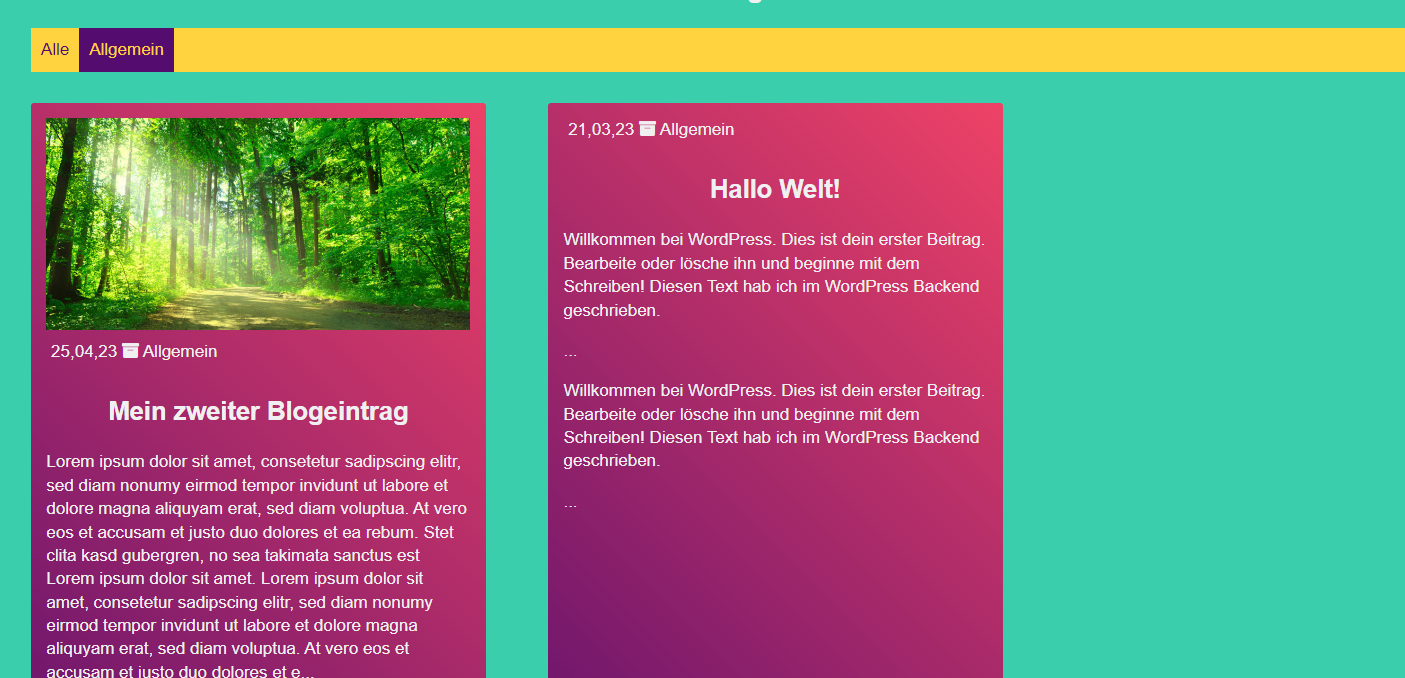 Alle Allgemein
25,04,23 Allgemein
Mein zweiter Blogeintrag
Lorem ipsum dolor sit amet, consetetur sadipscing elitr,
sed diam nonumy eirmod tempor invidunt ut labore et
dolore magna aliquyam erat, sed diam voluptua. At vero
eos et accusam et justo duo dolores et ea rebum. Stet
clita kasd gubergren, no sea takimata sanctus est
Lorem ipsum dolor sit amet. Lorem ipsum dolor sit
amet, consetetur sadipscing elitr, sed diam nonumy
eirmod tempor invidunt ut labore et dolore magna
aliquyam erat, sed diam voluptua. At vero eos et
accusam et justo duo dolores et e...
21,03,23 Allgemein
Hallo Welt!
Willkommen bei WordPress. Dies ist dein erster Beitrag.
Bearbeite oder lösche ihn und beginne mit dem
Schreiben! Diesen Text hab ich im WordPress Backend
geschrieben.
...
Willkommen bei WordPress. Dies ist dein erster Beitrag.
Bearbeite oder lösche ihn und beginne mit dem
Schreiben! Diesen Text hab ich im WordPress Backend
geschrieben.
...